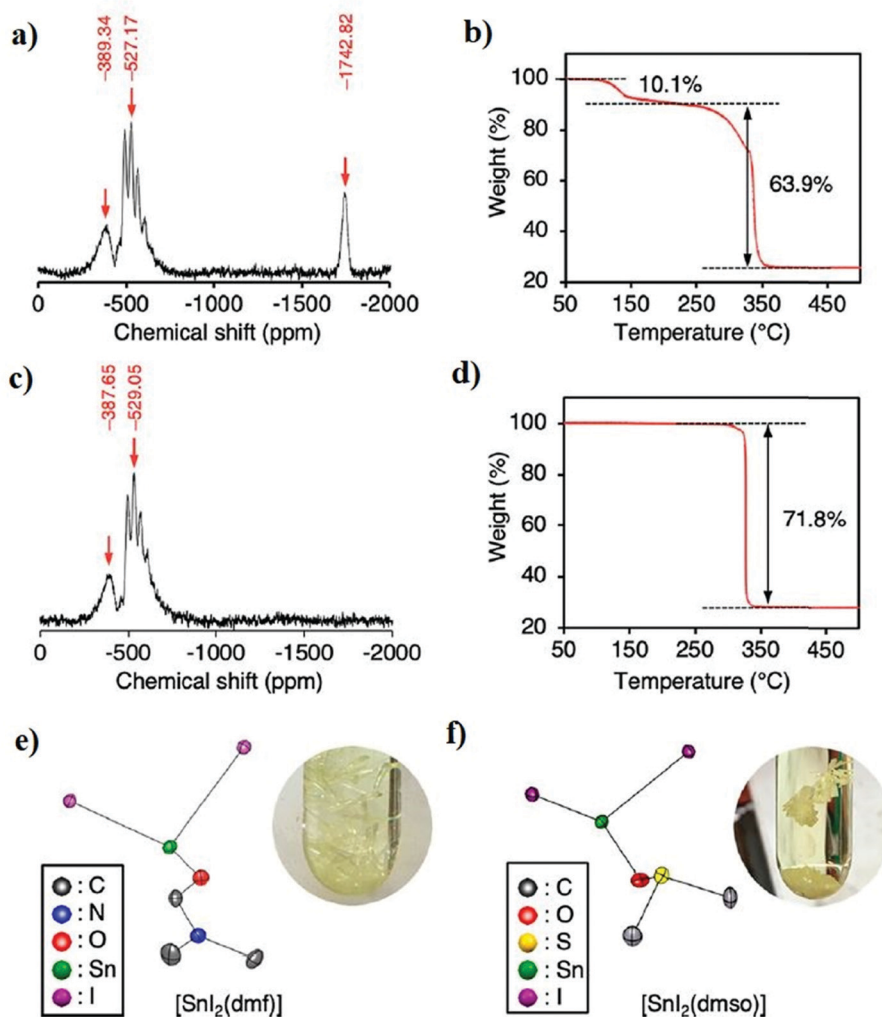 a)
−389.34
−527.17
−1742.82
0
-500
-1000
-1500
-2000
Chemical shift (ppm)
b)
Weight (%)
100
80
60
40
20
10.1%
63.9%
50
150
250
350
450
Temperature (°C)
c)
−387.65
−529.05
0
-500
-1000
-1500
-2000
Chemical shift (ppm)
d)
Weight (%)
100
80
60
40
20
71.8%
50
150
250
350
450
Temperature (°C)
e)
: C
: N
: O
: Sn
: I
[SnI₂(dmf)]
f)
: C
: O
: S
: Sn
: I
[SnI₂(dmso)]